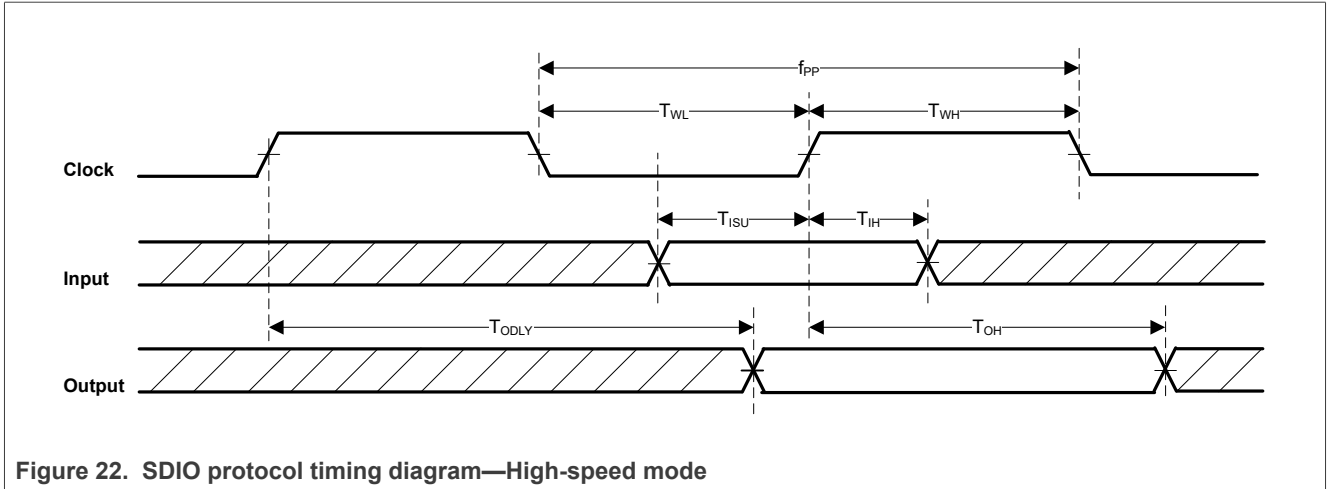 fPP
TWL
TWH
Clock
TISU
TIH
Input
TODLY
TOH
Output
Figure 22. SDIO protocol timing diagram—High-speed mode